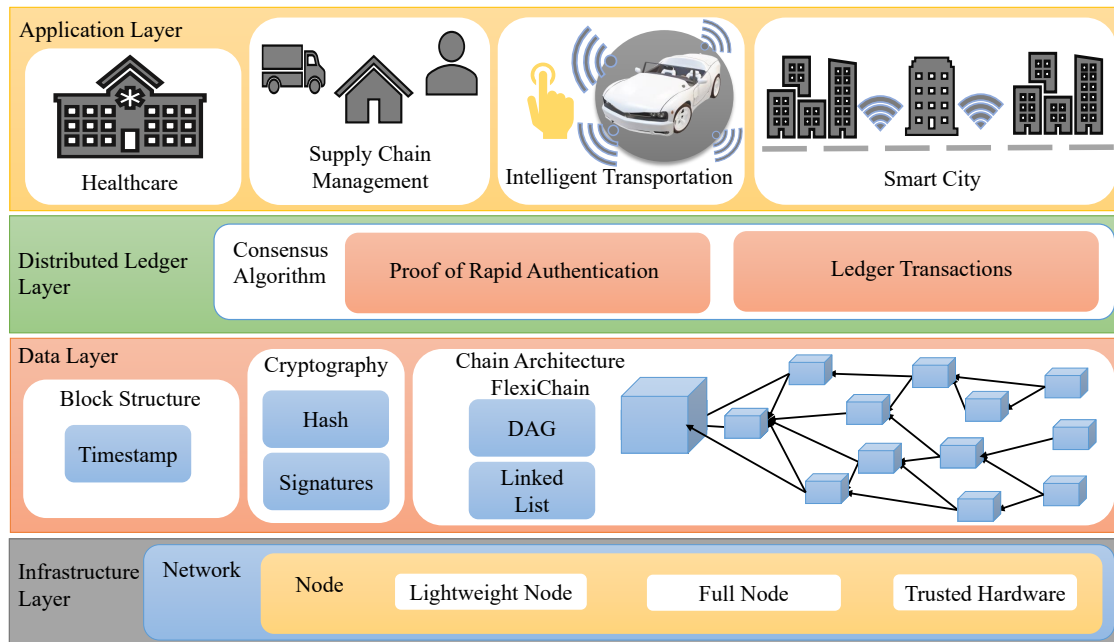 Application Layer
Healthcare
Supply Chain
Management
Intelligent Transportation
Smart City
Distributed Ledger
Layer
Consensus
Algorithm
Proof of Rapid Authentication
Ledger Transactions
Data Layer
Block Structure
Timestamp
Cryptography
Hash
Signatures
Chain Architecture
FlexiChain
DAG
Linked
List
Infrastructure
Layer
Network
Node
Lightweight Node
Full Node
Trusted Hardware